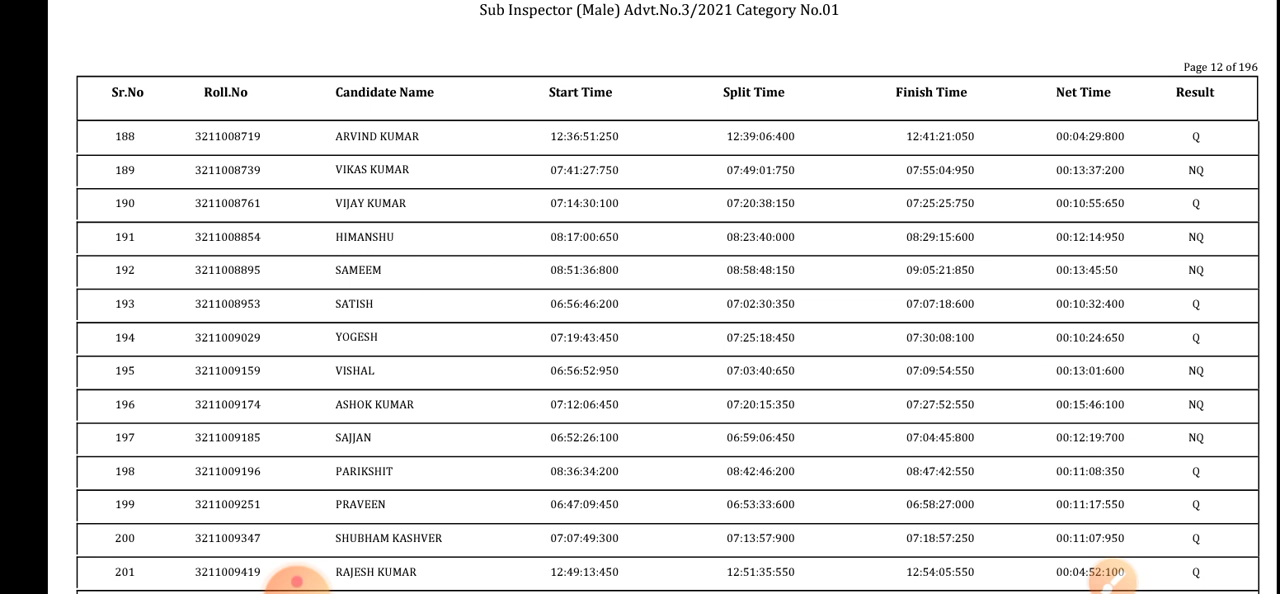 Sub Inspector (Male) Advt.No.3/2021 Category No.01
Page 12 of 196
Sr.No Roll.No Candidate Name Start Time Split Time Finish Time Net Time Result
188 3211008719 ARVIND KUMAR 12:36:51:250 12:39:06:400 12:41:21:050 00:04:29:800 Q
189 3211008739 VIKAS KUMAR 07:41:27:750 07:49:01:750 07:55:04:950 00:13:37:200 NQ
190 3211008761 VIJAY KUMAR 07:14:30:100 07:20:38:150 07:25:25:750 00:10:55:650 Q
191 3211008854 HIMANSHU 08:17:00:650 08:23:40:000 08:29:15:600 00:12:14:950 NQ
192 3211008895 SAMEEM 08:51:36:800 08:58:48:150 09:05:21:850 00:13:45:50 NQ
193 3211008953 SATISH 06:56:46:200 07:02:30:350 07:07:18:600 00:10:32:400 Q
194 3211009029 YOGESH 07:19:43:450 07:25:18:450 07:30:08:100 00:10:24:650 Q
195 3211009159 VISHAL 06:56:52:950 07:03:40:650 07:09:54:550 00:13:01:600 NQ
196 3211009174 ASHOK KUMAR 07:12:06:450 07:20:15:350 07:27:52:550 00:15:46:100 NQ
197 3211009185 SAJJAN 06:52:26:100 06:59:06:450 07:04:45:800 00:12:19:700 NQ
198 3211009196 PARIKSHIT 08:36:34:200 08:42:46:200 08:47:42:550 00:11:08:350 Q
199 3211009251 PRAVEEN 06:47:09:450 06:53:33:600 06:58:27:000 00:11:17:550 Q
200 3211009347 SHUBHAM KASHVER 07:07:49:300 07:13:57:900 07:18:57:250 00:11:07:950 Q
201 3211009419 RAJESH KUMAR 12:49:13:450 12:51:35:550 12:54:05:550 00:04:52:100 Q